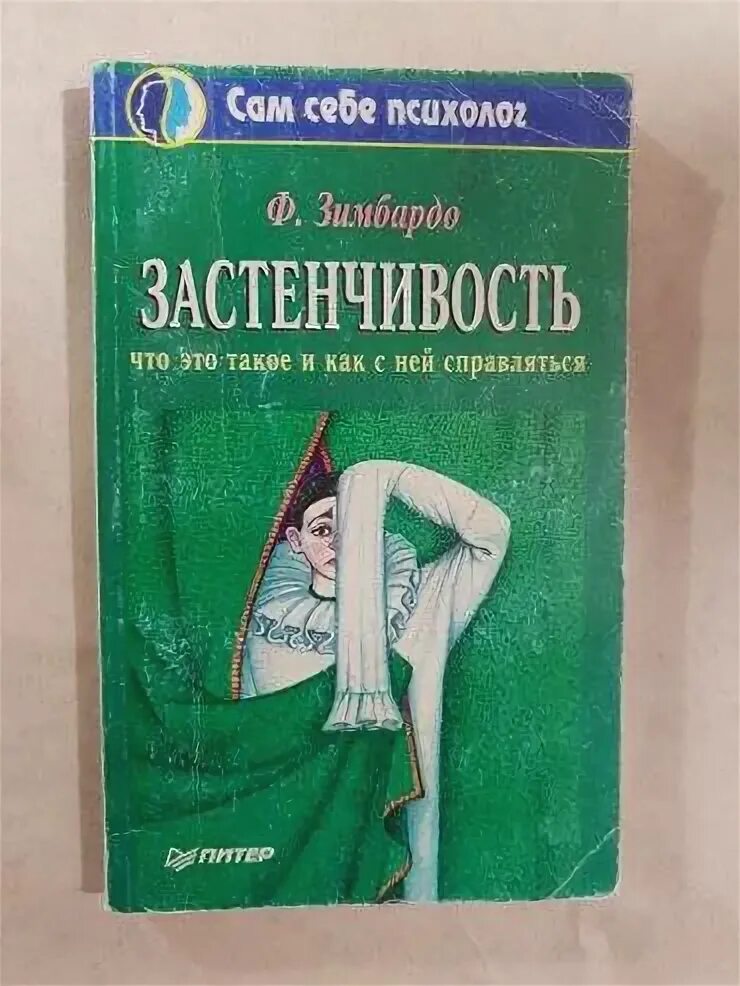 Сам себе психолог
Ф. Зимбардо
ЗАСТЕНЧИВОСТЬ
что это такое и как с ней справляться
ПИТЕР